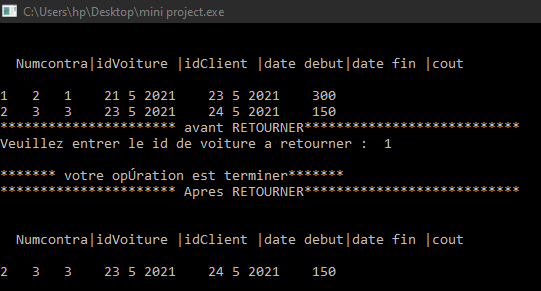 C:\Users\hp\Desktop\mini project.exe
Numcontra|idVoiture |idClient |date debut|date fin |cout
1 2 1 21 5 2021 23 5 2021 300
2 3 3 23 5 2021 24 5 2021 150
********************** avant RETOURNER***************************
Veuillez entrer le id de voiture a retourner : 1
******* votre opÚration est terminer*******
********************** Apres RETOURNER***************************
Numcontra|idVoiture |idClient |date debut|date fin |cout
2 3 3 23 5 2021 24 5 2021 150